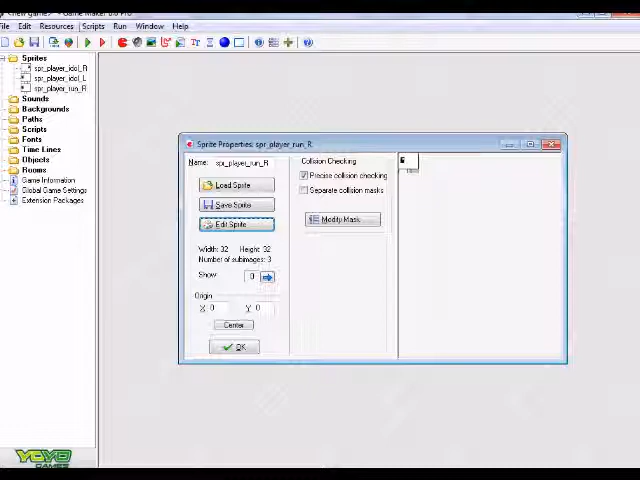 File Edit Resources Scripts Run Window Help
Sprites
spr_player_idol_R
spr_player_idol_L
spr_player_run_R
Sounds
Backgrounds
Paths
Scripts
Fonts
Time Lines
Objects
Rooms
Game Information
Global Game Settings
Extension Packages
Sprite Properties: spr_player_run_R
Name: spr_player_run_R
Load Sprite
Save Sprite
Edit Sprite
Width: 32 Height: 32
Number of subimages: 3
Show: 0
Origin
X 0 Y 0
Center
OK
Collision Checking
Precise collision checking
Separate collision masks
Modify Mask
YOYO
GAMES